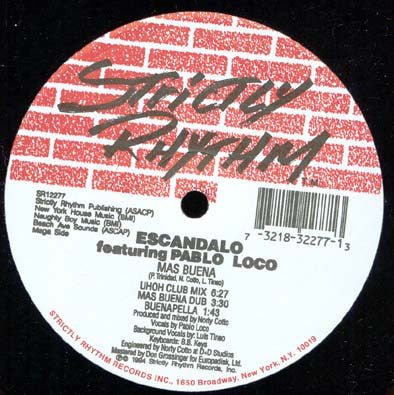 STRICTLY
RHYTHM
T.M.
SR12277
Strictly Rhythm Publishing (ASACP)
New York House Music (BMI)
Naughty Boy Music (BMI)
Beach Ave Sounds (ASCAP)
Mega Side
7 -3218-32277-1 3
ESCANDALO
featuring PABLO LOCO
MAS BUENA
(P. Trinidad, N. Cotto, L. Tineo)
UHOH CLUB MIX 6:27
MAS BUENA DUB 3:30
BUENAPELLA 1:43
Produced and mixed by Norty Cotto
Vocals by Pablo Loco
Background Vocals by: Luis Tineo
Keyboards: B.B. Keys
Engineered by Norty Cotto at D+D Studios
Mastered by Don Grossinger for Europadisk, Ltd.
℗© 1994 Strictly Rhythm Records, Inc.
STRICTLY RHYTHM RECORDS INC., 1650 Broadway, New York, N.Y. 10019